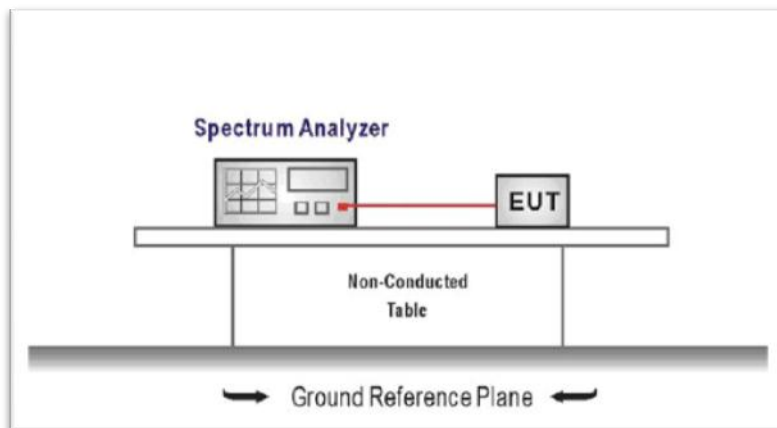 Spectrum Analyzer
EUT
Non-Conducted
Table
Ground Reference Plane